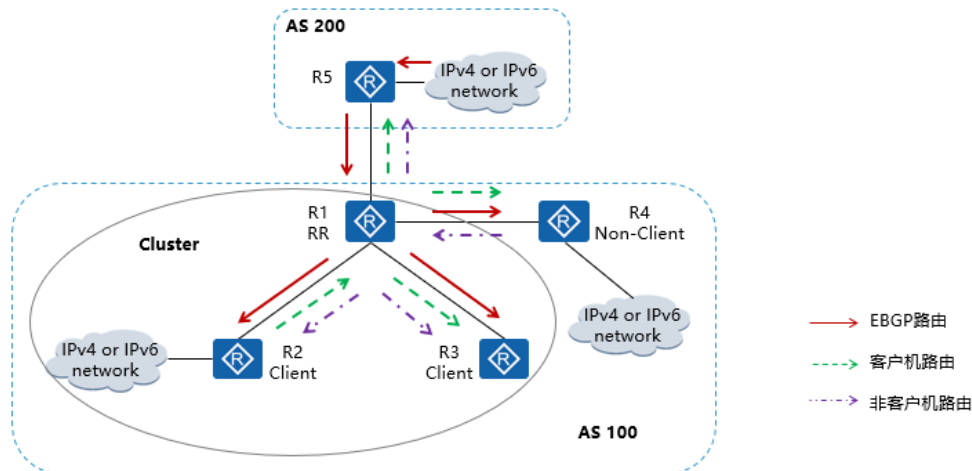 AS 200
R5
R
IPv4 or IPv6
network
R1
RR
R
R
R4
Non-Client
Cluster
IPv4 or IPv6
network
R
R2
Client
R3
Client
R
IPv4 or IPv6
network
AS 100
EBGP路由
客户机路由
非客户机路由